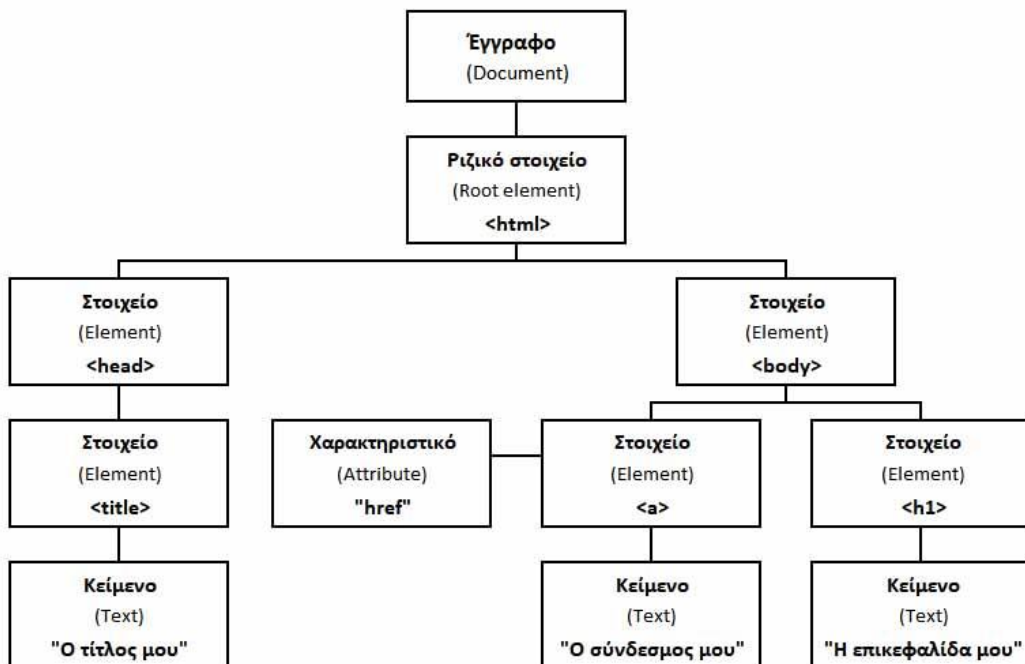 Έγγραφο
(Document)
Ριζικό στοιχείο
(Root element)
<html>
Στοιχείο
(Element)
<head>
Στοιχείο
(Element)
<body>
Στοιχείο
(Element)
<title>
Χαρακτηριστικό
(Attribute)
"href"
Στοιχείο
(Element)
<a>
Στοιχείο
(Element)
<h1>
Κείμενο
(Text)
"Ο τίτλος μου"
Κείμενο
(Text)
"Ο σύνδεσμος μου"
Κείμενο
(Text)
"Η επικεφαλίδα μου"